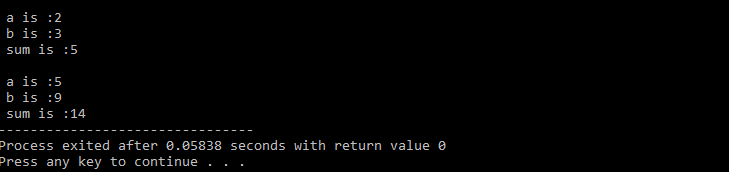 a is :2
b is :3
sum is :5
a is :5
b is :9
sum is :14
--------------------------------
Process exited after 0.05838 seconds with return value 0
Press any key to continue . . .